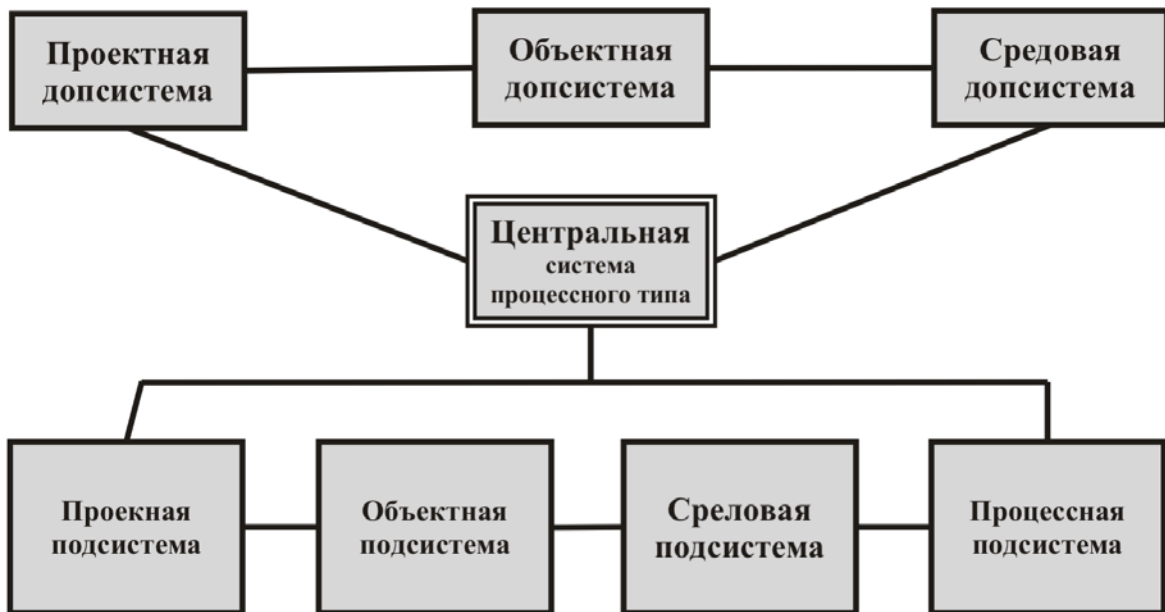 Проектная
допсистема
Объектная
допсистема
Средовая
допсистема
Центральная
система
процессного типа
Проекная
подсистема
Объектная
подсистема
Среловая
подсистема
Процессная
подсистема